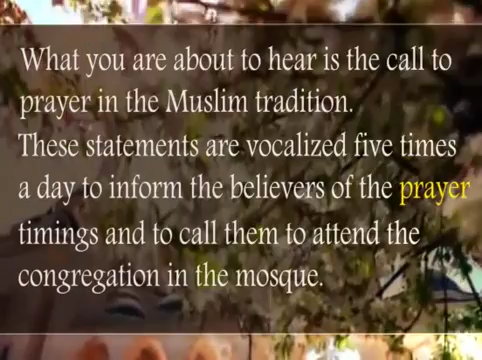 What you are about to hear is the call to
prayer in the Muslim tradition.
These statements are vocalized five times
a day to inform the believers of the prayer
timings and to call them to attend the
congregation in the mosque.